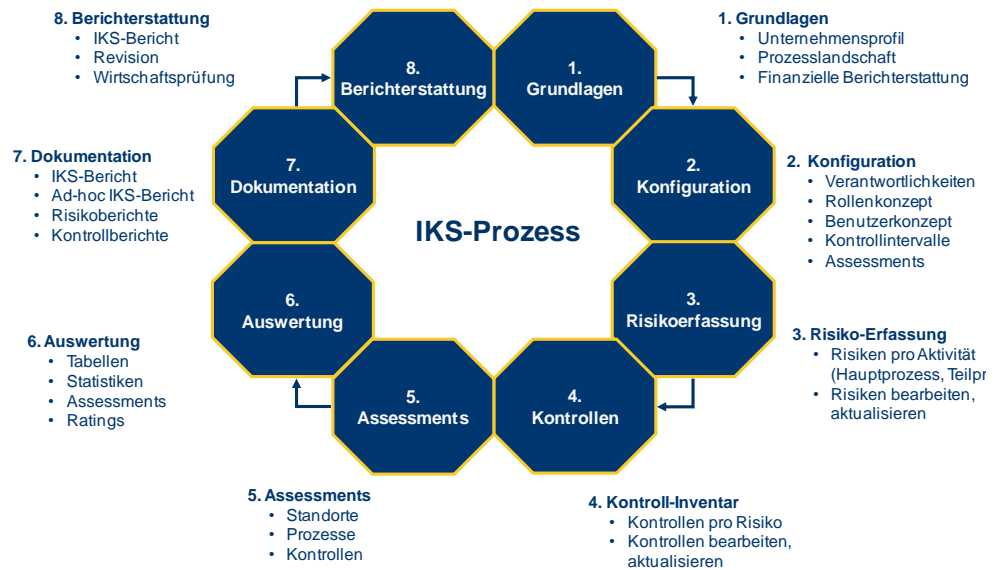 8. Berichterstattung
• IKS-Bericht
• Revision
• Wirtschaftsprüfung
8.
Berichterstattung
1.
Grundlagen
1. Grundlagen
• Unternehmensprofil
• Prozesslandschaft
• Finanzielle Berichterstattung
7. Dokumentation
• IKS-Bericht
• Ad-hoc IKS-Bericht
• Risikoberichte
• Kontrollberichte
7.
Dokumentation
2.
Konfiguration
2. Konfiguration
• Verantwortlichkeiten
• Rollenkonzept
• Benutzerkonzept
• Kontrollintervalle
• Assessments
IKS-Prozess
6. Auswertung
• Tabellen
• Statistiken
• Assessments
• Ratings
6.
Auswertung
3.
Risikoerfassung
3. Risiko-Erfassung
• Risiken pro Aktivität
(Hauptprozess, Teilpr
• Risiken bearbeiten,
aktualisieren
5.
Assessments
4.
Kontrollen
5. Assessments
• Standorte
• Prozesse
• Kontrollen
4. Kontroll-Inventar
• Kontrollen pro Risiko
• Kontrollen bearbeiten,
aktualisieren